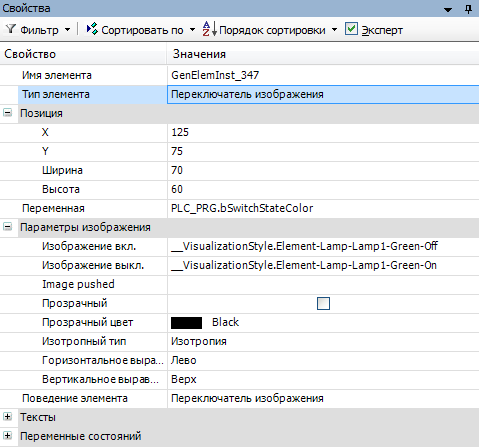 Свойства
Фильтр Сортировать по Порядок сортировки Эксперт
Свойство Значения
Имя элемента GenElemInst_347
Тип элемента Переключатель изображения
Позиция
X 125
Y 75
Ширина 70
Высота 60
Переменная PLC_PRG.bSwitchStateColor
Параметры изображения
Изображение вкл. __VisualizationStyle.Element-Lamp-Lamp1-Green-Off
Изображение выкл. __VisualizationStyle.Element-Lamp-Lamp1-Green-On
Image pushed
Прозрачный
Прозрачный цвет Black
Изотропный тип Изотропия
Горизонтальное выра... Лево
Вертикальное вырав... Верх
Поведение элемента Переключатель изображения
Тексты
Переменные состояний